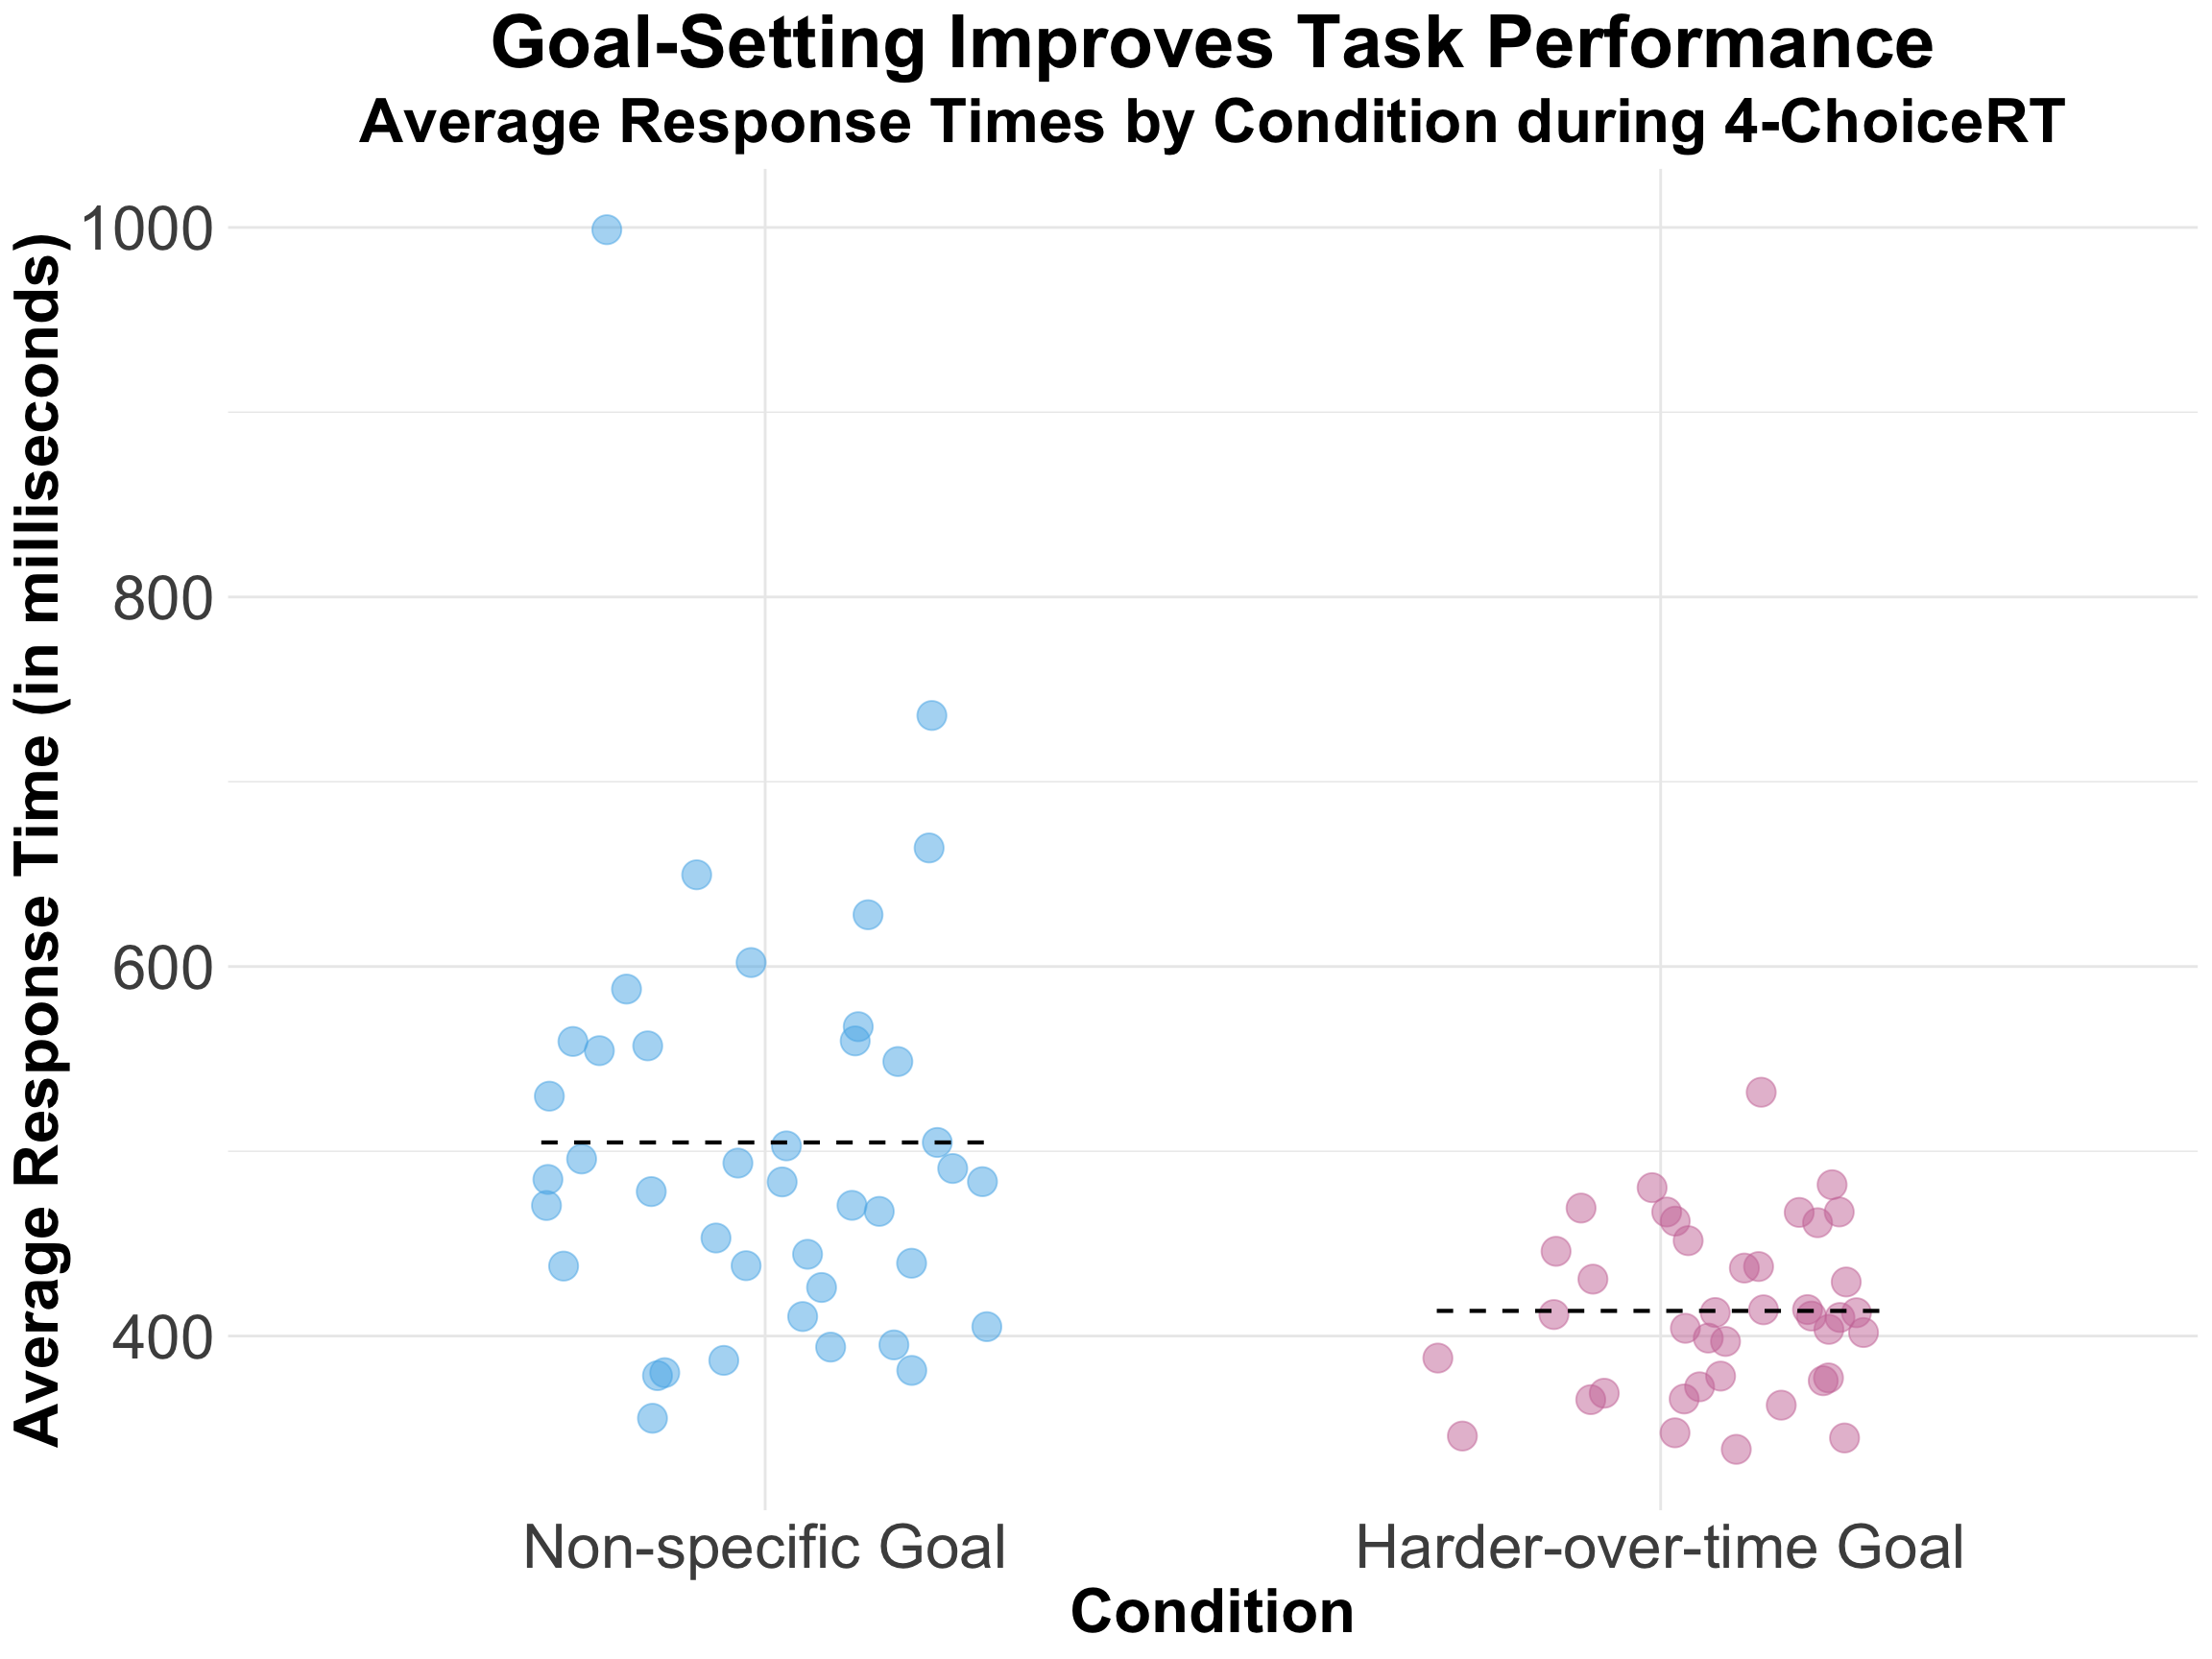 Goal-Setting Improves Task Performance
Average Response Times by Condition during 4-ChoiceRT
Average Response Time (in milliseconds)
1000
800
600
400
Non-specific Goal
Harder-over-time Goal
Condition